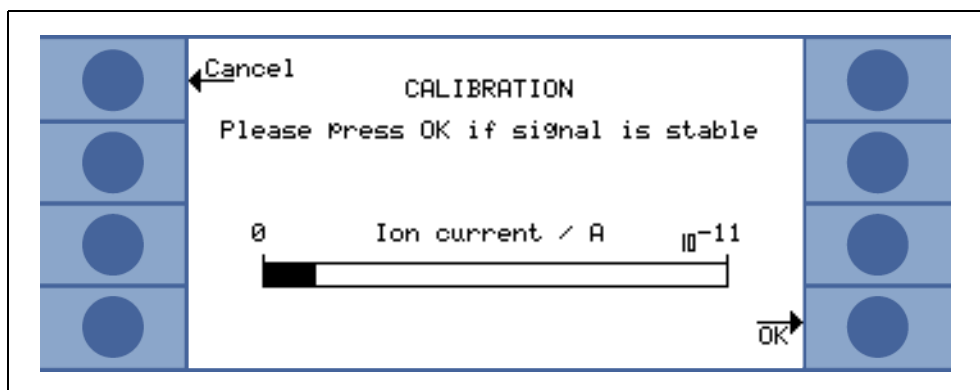 Cancel
CALIBRATION
Please press OK if signal is stable
0 Ion current / A 10-11
OK